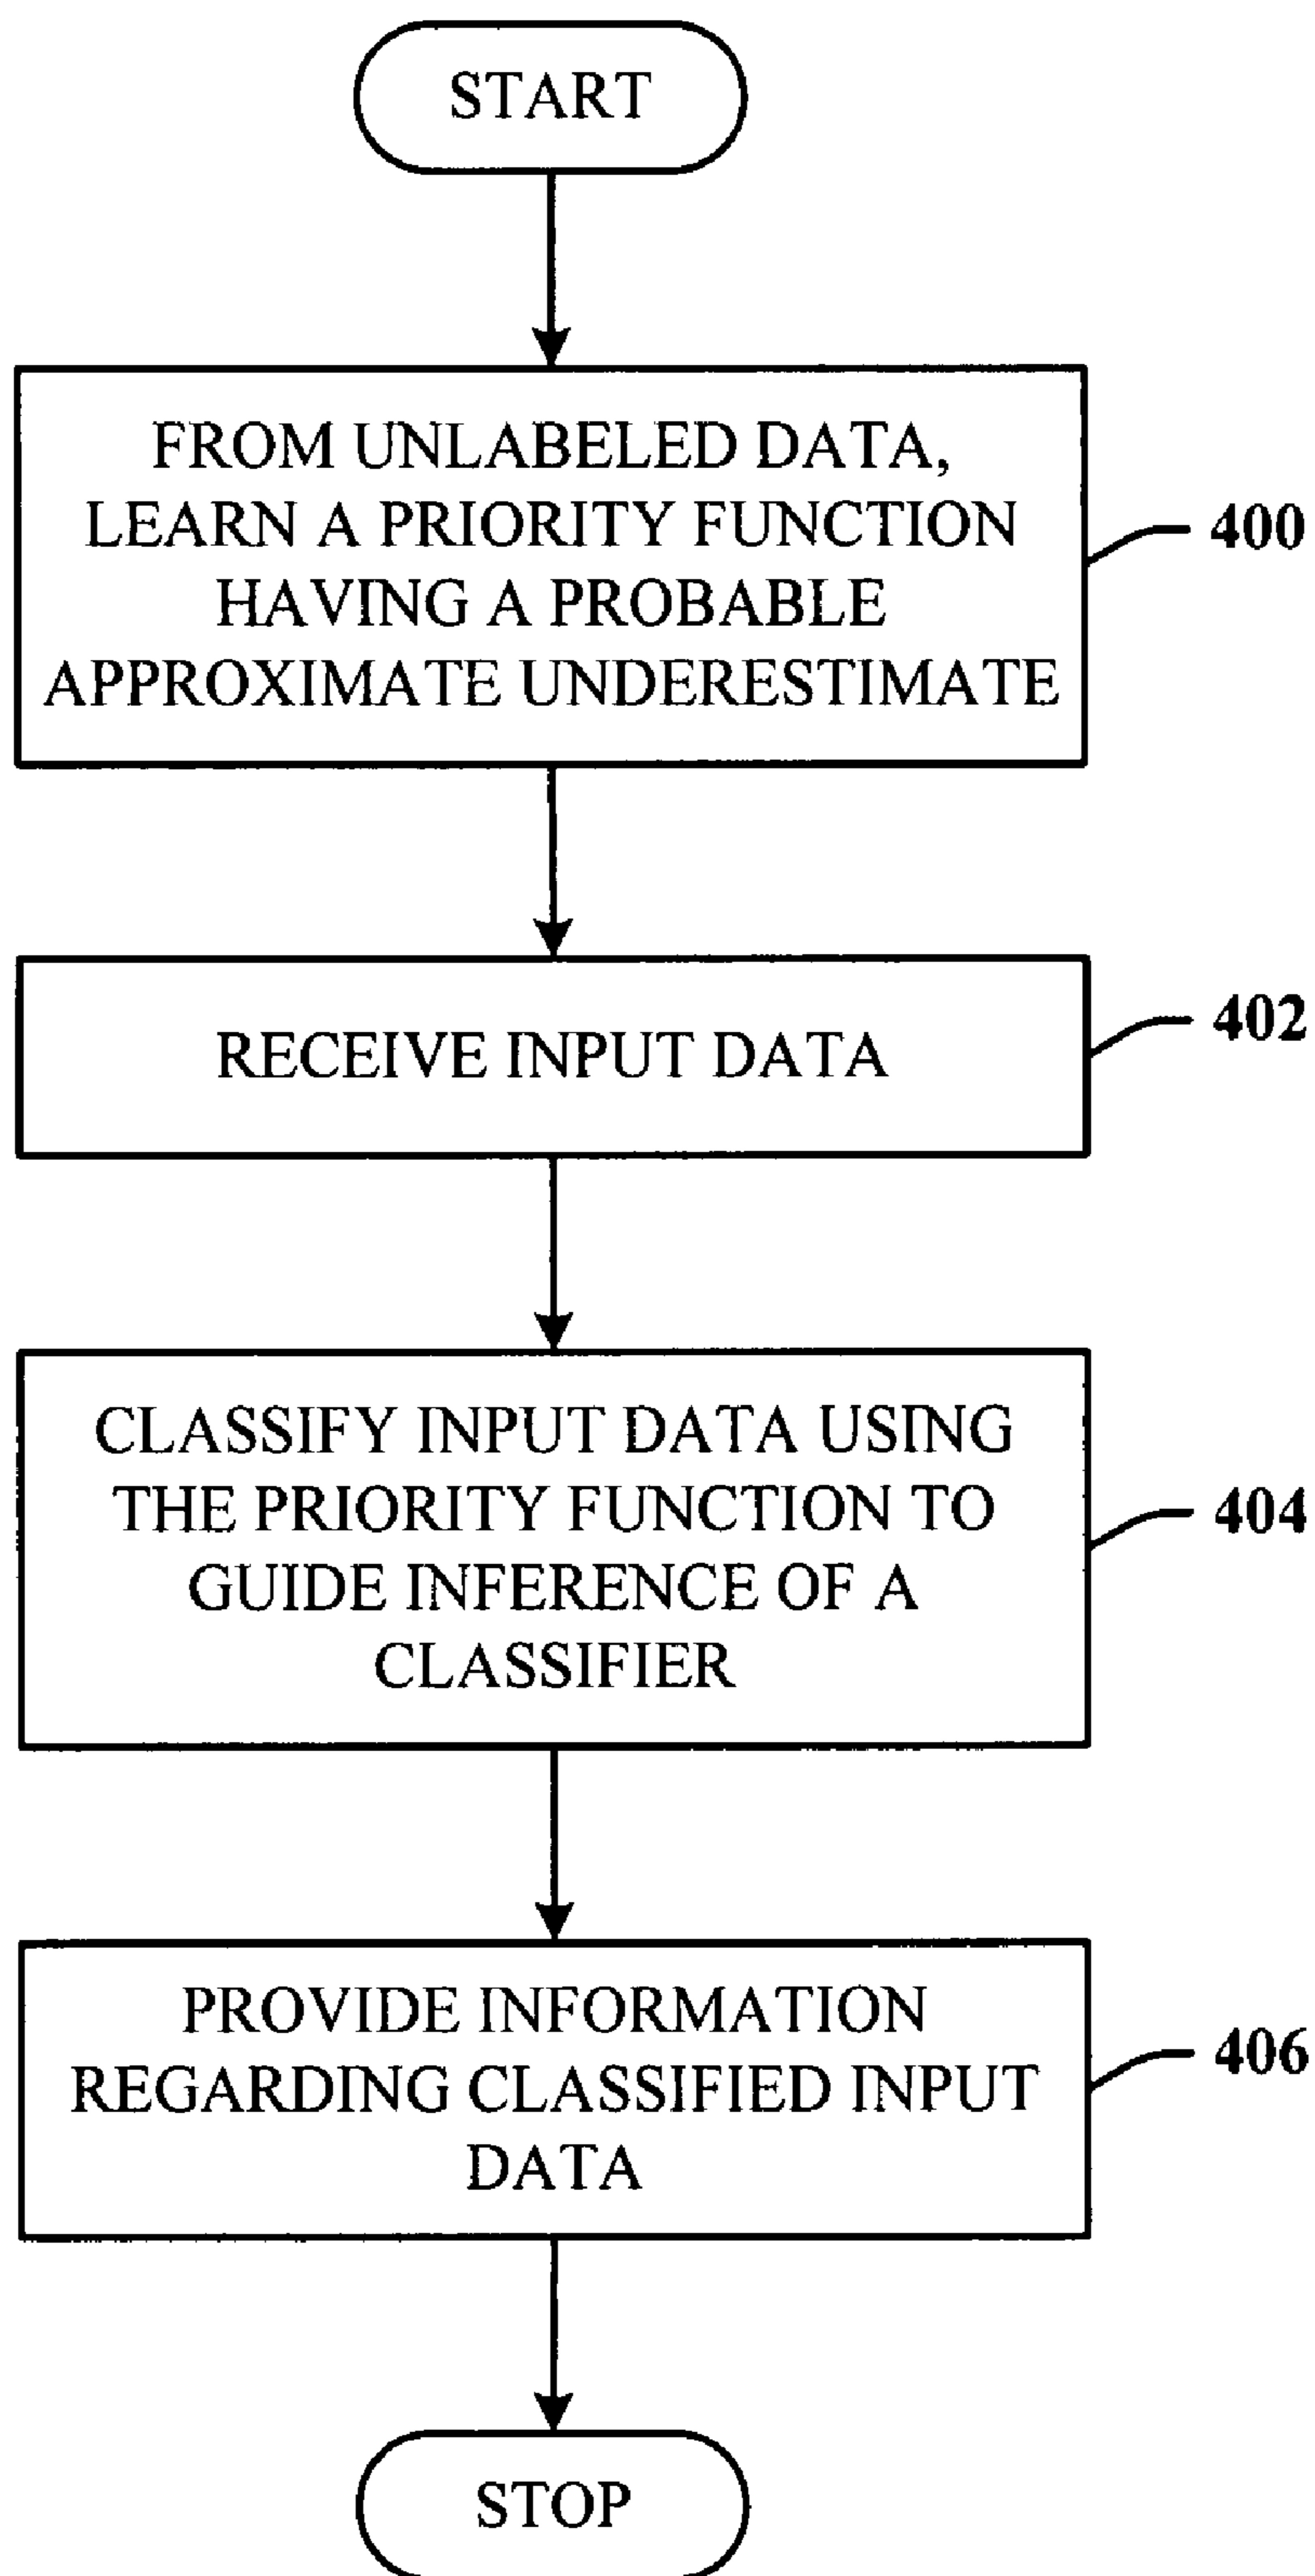 START
FROM UNLABELED DATA,
LEARN A PRIORITY FUNCTION
HAVING A PROBABLE
APPROXIMATE UNDERESTIMATE
400
RECEIVE INPUT DATA
402
CLASSIFY INPUT DATA USING
THE PRIORITY FUNCTION TO
GUIDE INFERENCE OF A
CLASSIFIER
404
PROVIDE INFORMATION
REGARDING CLASSIFIED INPUT
DATA
406
STOP